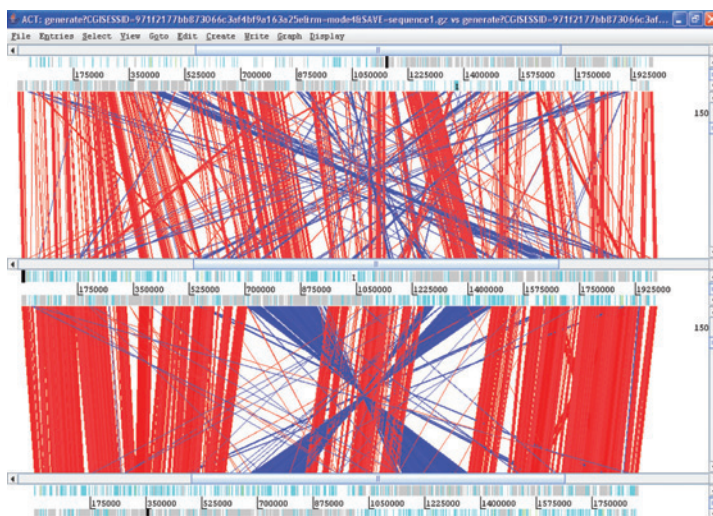 ACT: generate?CGISESSID-971f2177bb873066c3af4bf9a163a25e&rm-mode4&SAVE-sequence1.gz vs generate?CGISESSID-971f2177bb873066c3af...
File Entries Select View Goto Edit Create Write Graph Display
175000 350000 525000 700000 875000 1050000 1225000 1400000 1575000 1750000 1925000
150
175000 350000 525000 700000 875000 1050000 1225000 1400000 1575000 1750000 1925000
150
175000 350000 525000 700000 875000 1050000 1225000 1400000 1575000 1750000